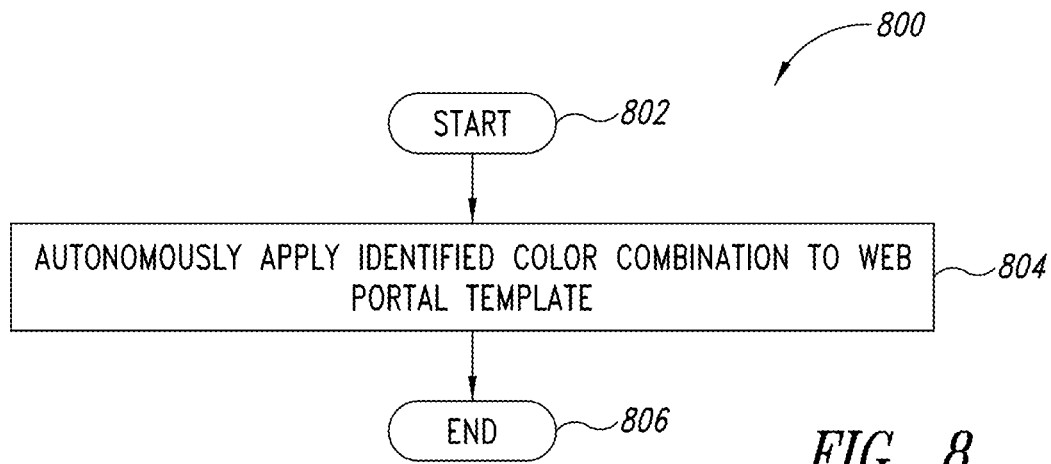 800
START
802
AUTONOMOUSLY APPLY IDENTIFIED COLOR COMBINATION TO WEB
PORTAL TEMPLATE
804
END
806
FIG. 8